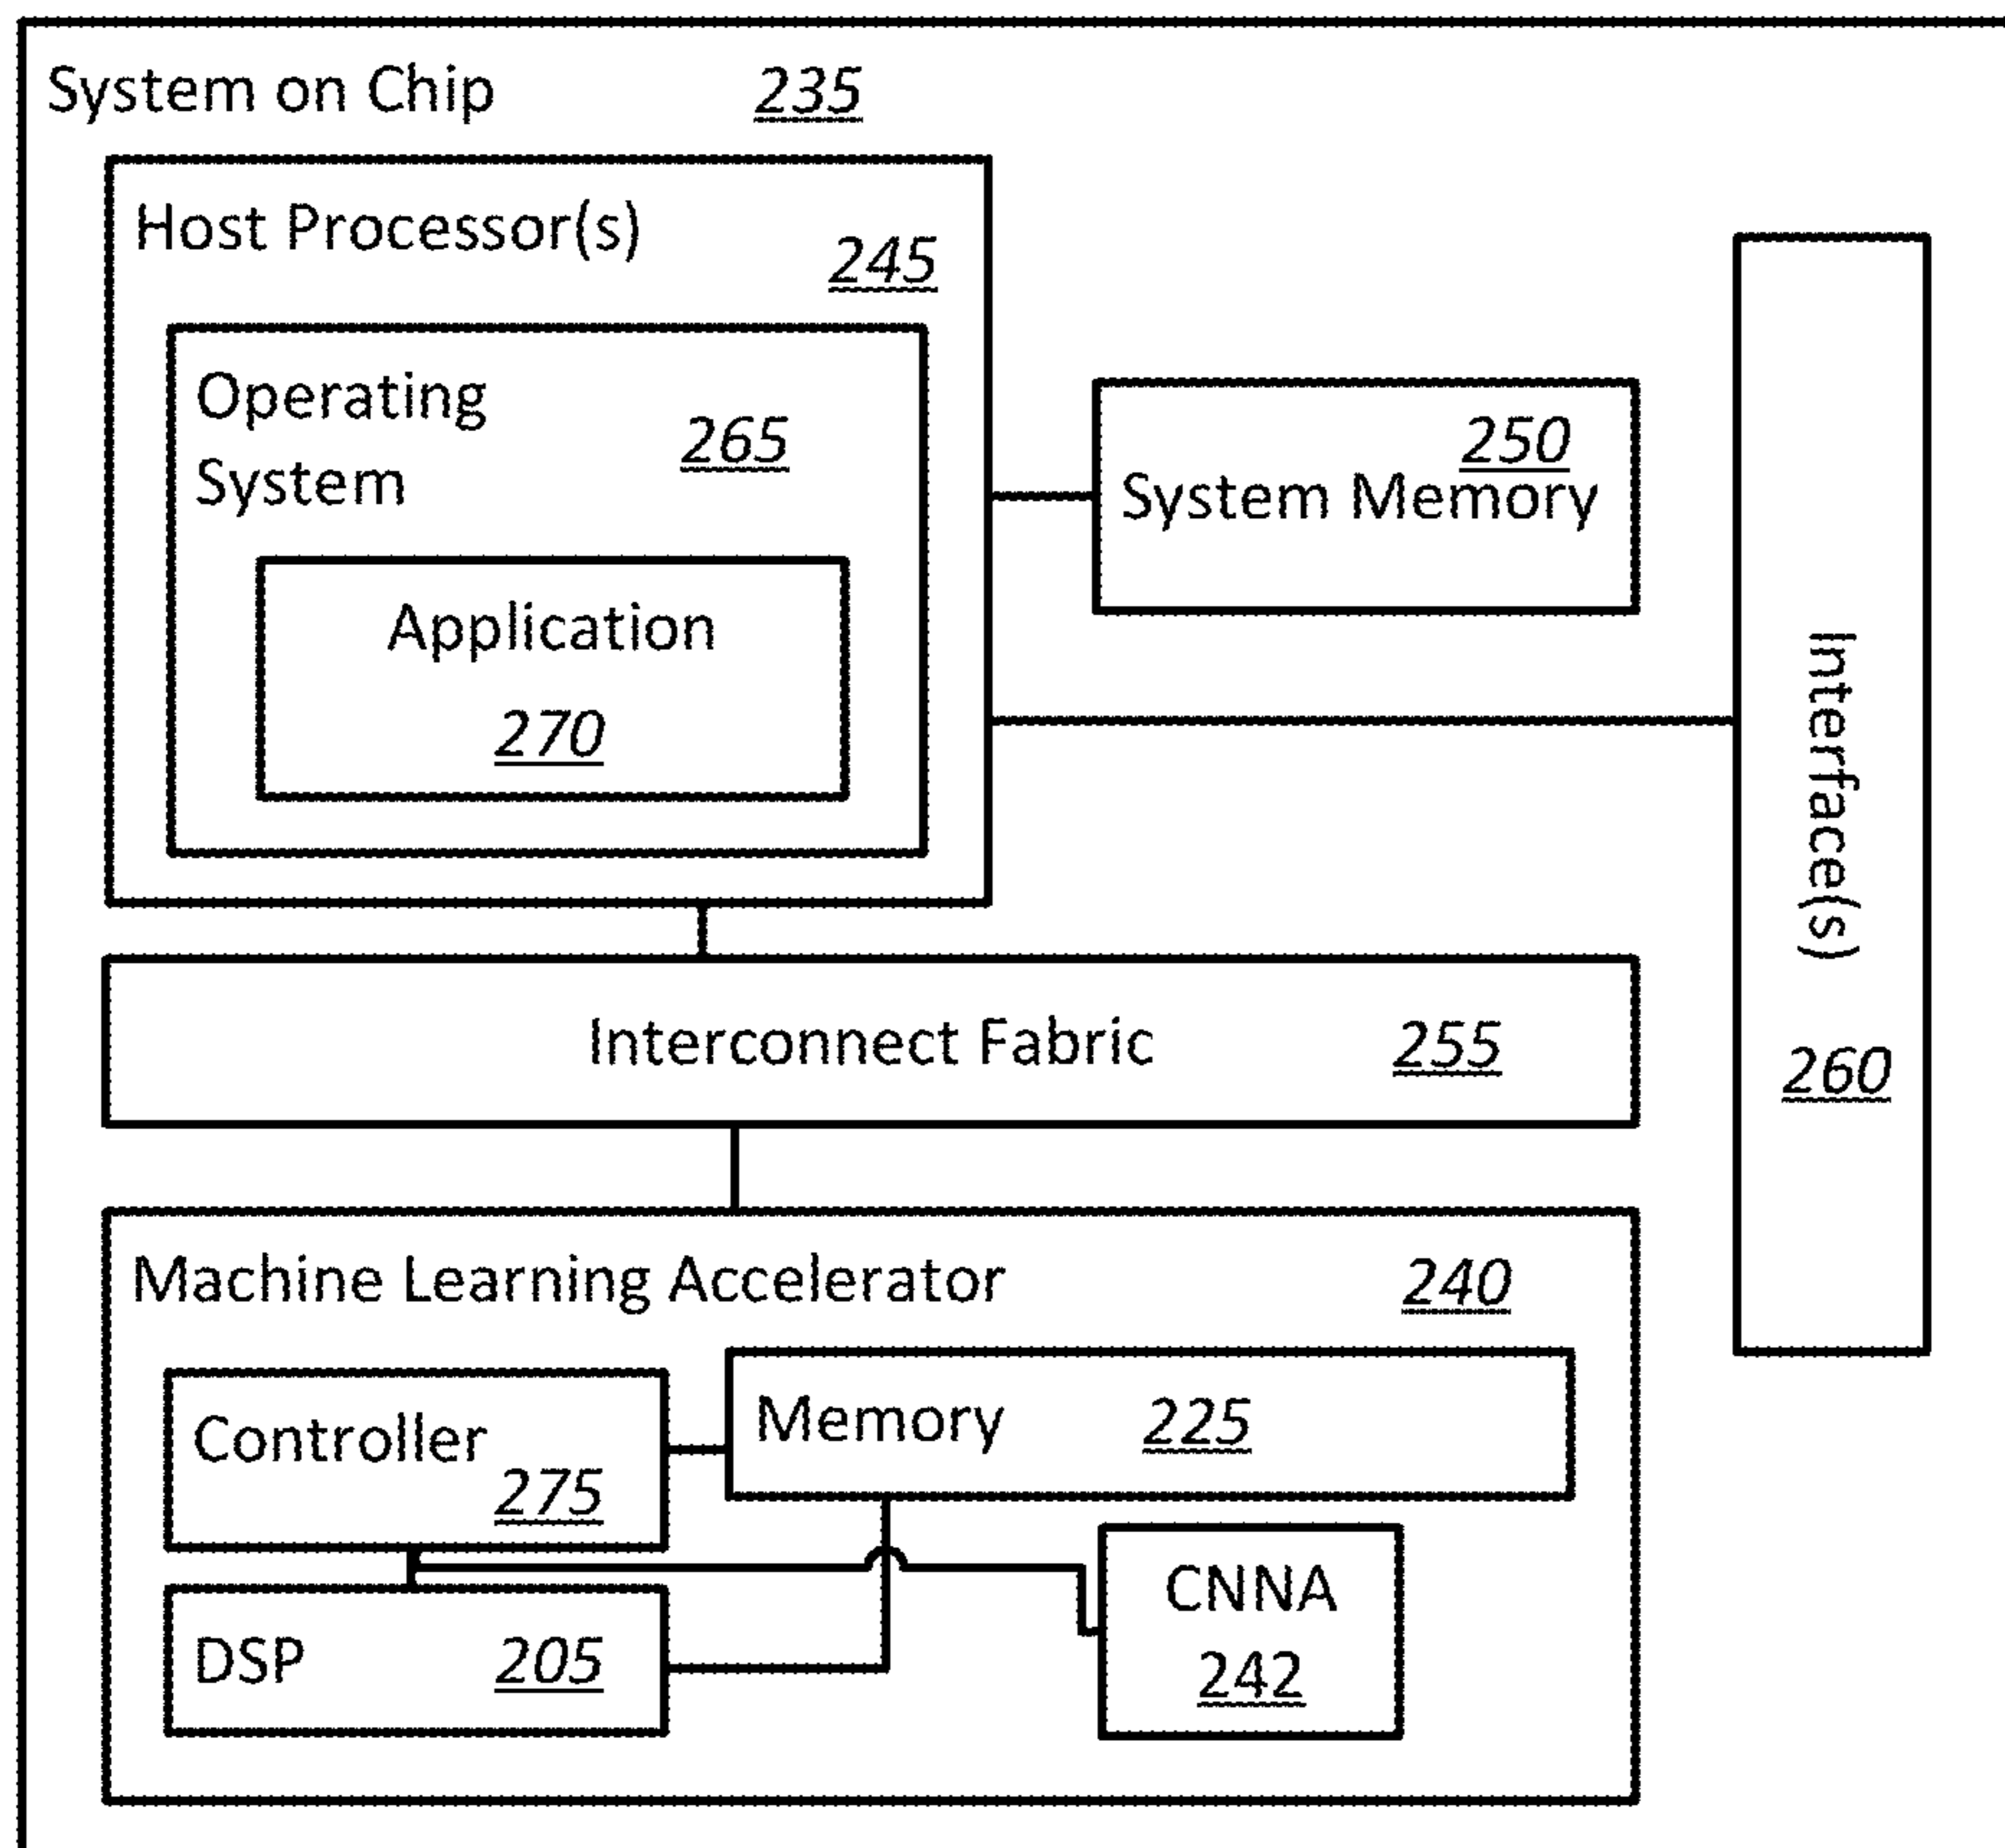 System on Chip 235
Host Processor(s)
245
Operating
265
System
250
System Memory
Application
270
Interface(s)
260
Interconnect Fabric 255
Machine Learning Accelerator 240
Controller
275
Memory 225
DSP 205
CNNA
242